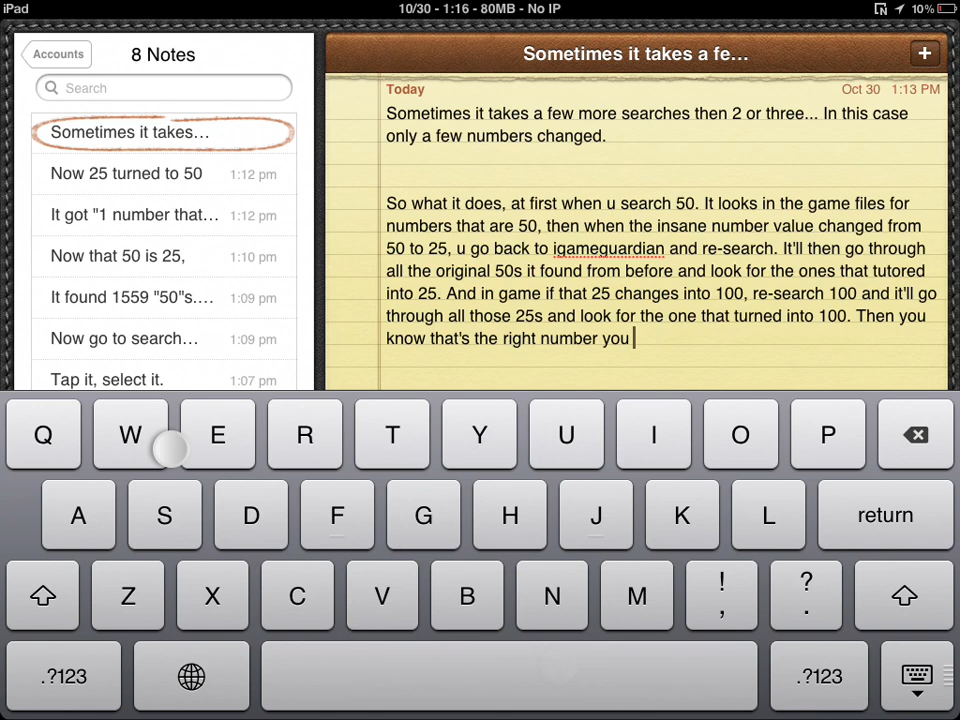 iPad
10/30 - 1:16 - 80MB - No IP
10%
Accounts
8 Notes
Search
Sometimes it takes...
Now 25 turned to 50 1:12 pm
It got "1 number that... 1:12 pm
Now that 50 is 25, 1:10 pm
It found 1559 "50"s.... 1:09 pm
Now go to search... 1:09 pm
Tap it, select it. 1:07 pm
Sometimes it takes a fe...
+
Today Oct 30 1:13 PM
Sometimes it takes a few more searches then 2 or three... In this case
only a few numbers changed.
So what it does, at first when u search 50. It looks in the game files for
numbers that are 50, then when the insane number value changed from
50 to 25, u go back to igameguardian and re-search. It'll then go through
all the original 50s it found from before and look for the ones that tutored
into 25. And in game if that 25 changes into 100, re-search 100 and it'll go
through all those 25s and look for the one that turned into 100. Then you
know that's the right number you
Q W E R T Y U I O P
A S D F G H J K L return
Z X C V B N M ! , ? .
.?123 .?123